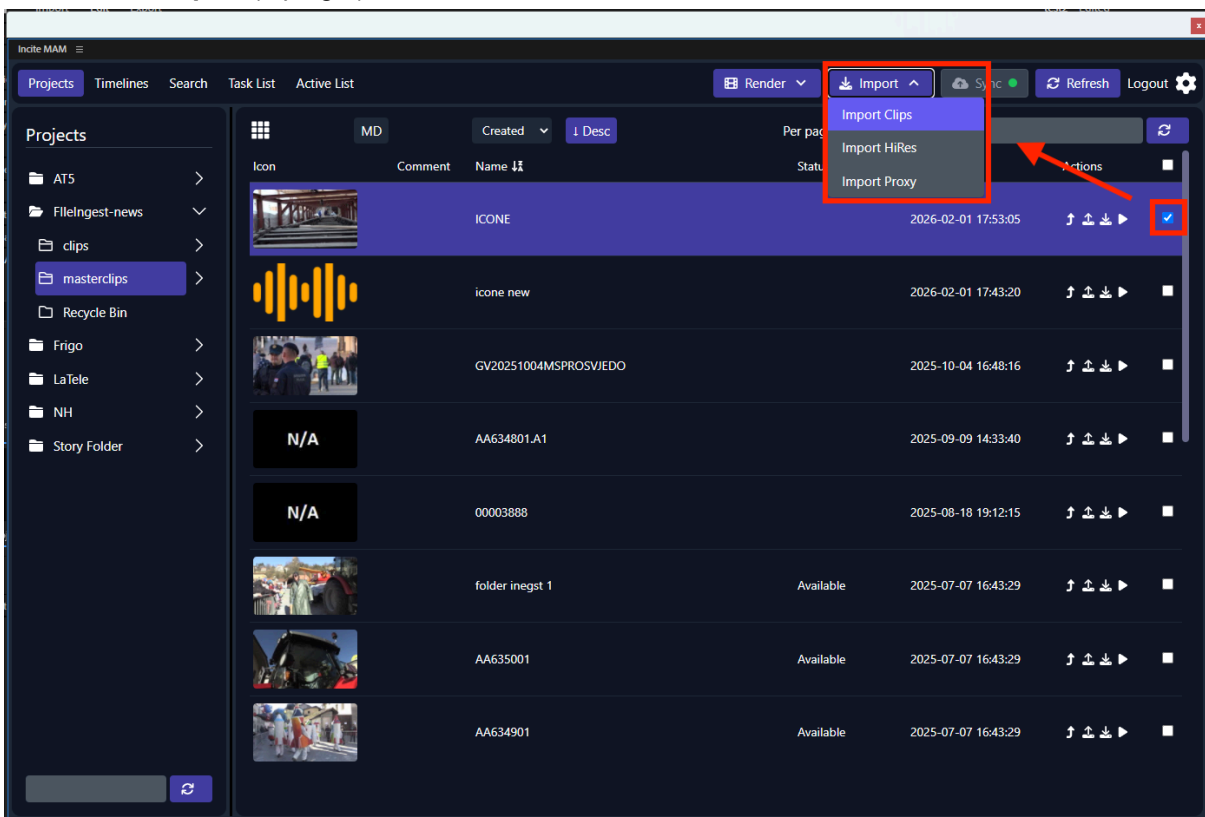 Incite MAM
Projects Timelines Search Task List Active List Render Import Sync Refresh Logout
Import Clips
Import HiRes
Import Proxy
Projects
AT5
FIleIngest-news
clips
masterclips
Recycle Bin
Frigo
LaTele
NH
Story Folder
MD Created ↓ Desc Per pag
Icon Comment Name Statu Actions
ICONE 2026-02-01 17:53:05
icone new 2026-02-01 17:43:20
GV20251004MSPROSVJEDO 2025-10-04 16:48:16
N/A AA634801.A1 2025-09-09 14:33:40
N/A 00003888 2025-08-18 19:12:15
folder inegst 1 Available 2025-07-07 16:43:29
AA635001 Available 2025-07-07 16:43:29
AA634901 Available 2025-07-07 16:43:29